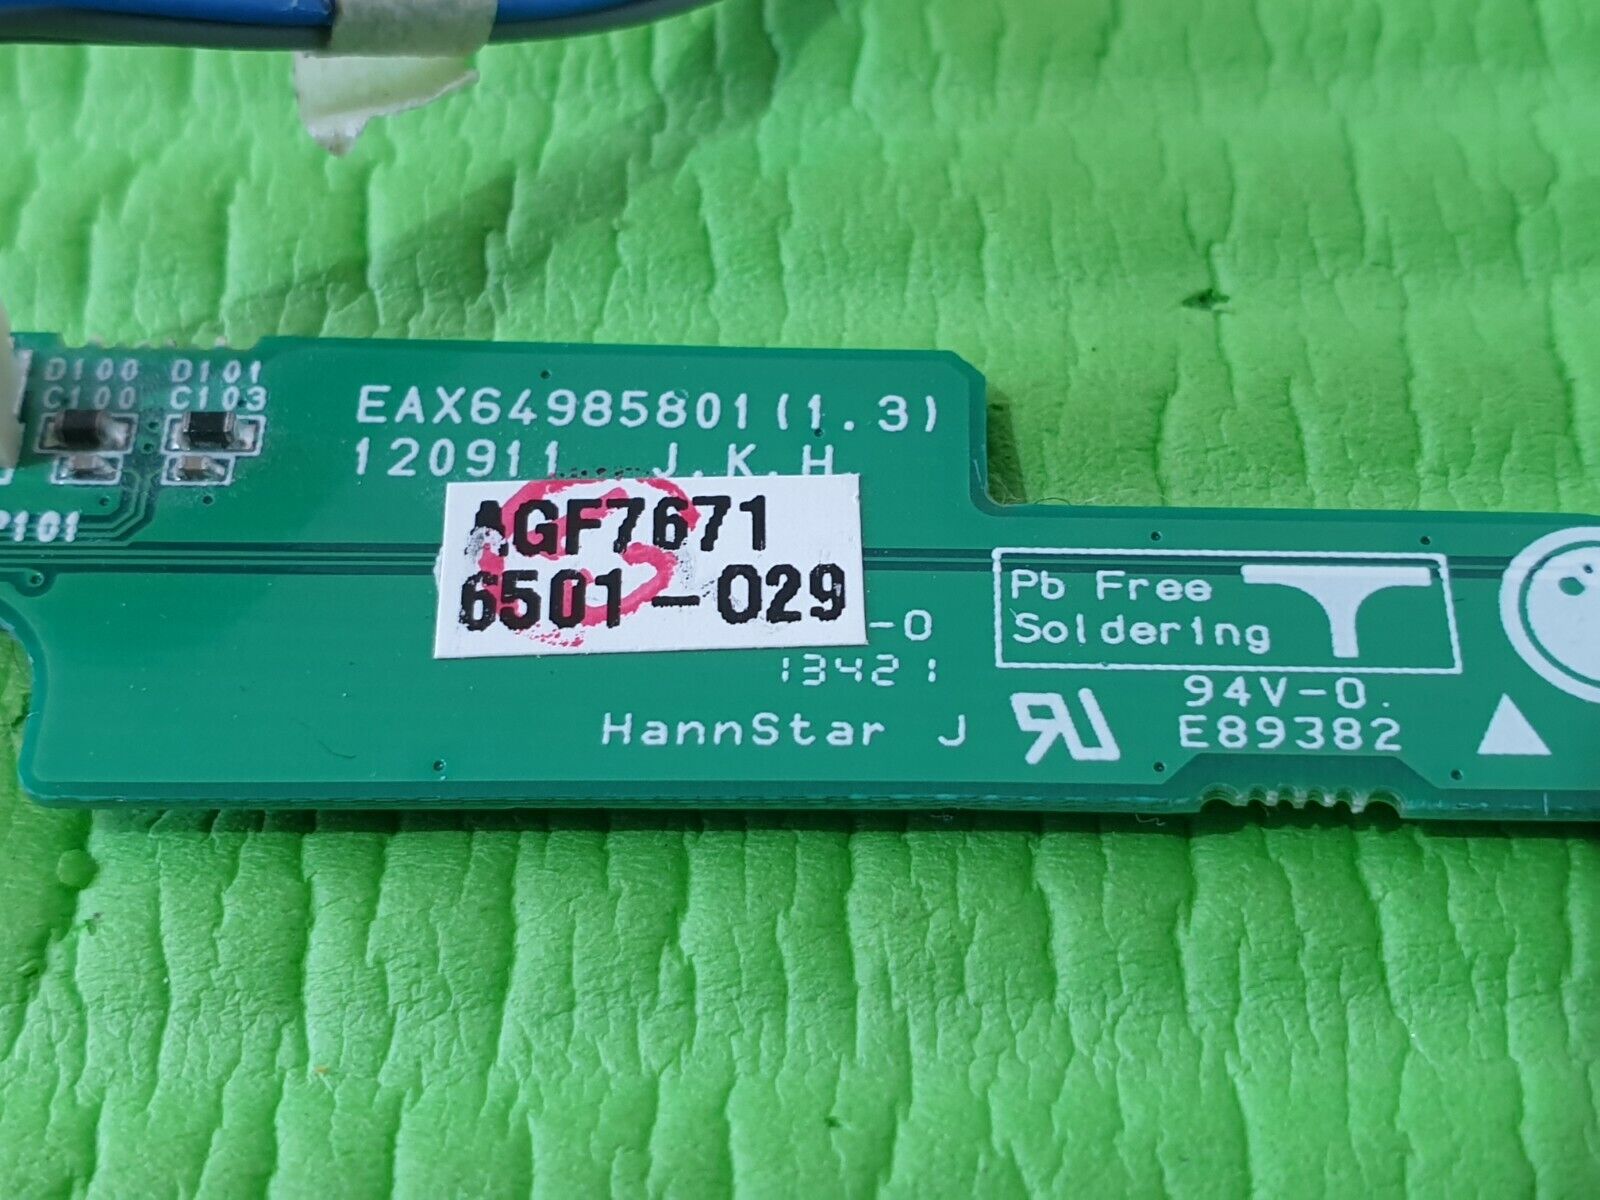 D100 D101
C100 C103
EAX64985801(1.3)
120911 J.K.H
AGF7671
6501-029
P101
-0
13421
Pb Free
Soldering
HannStar J
94V-0.
E89382